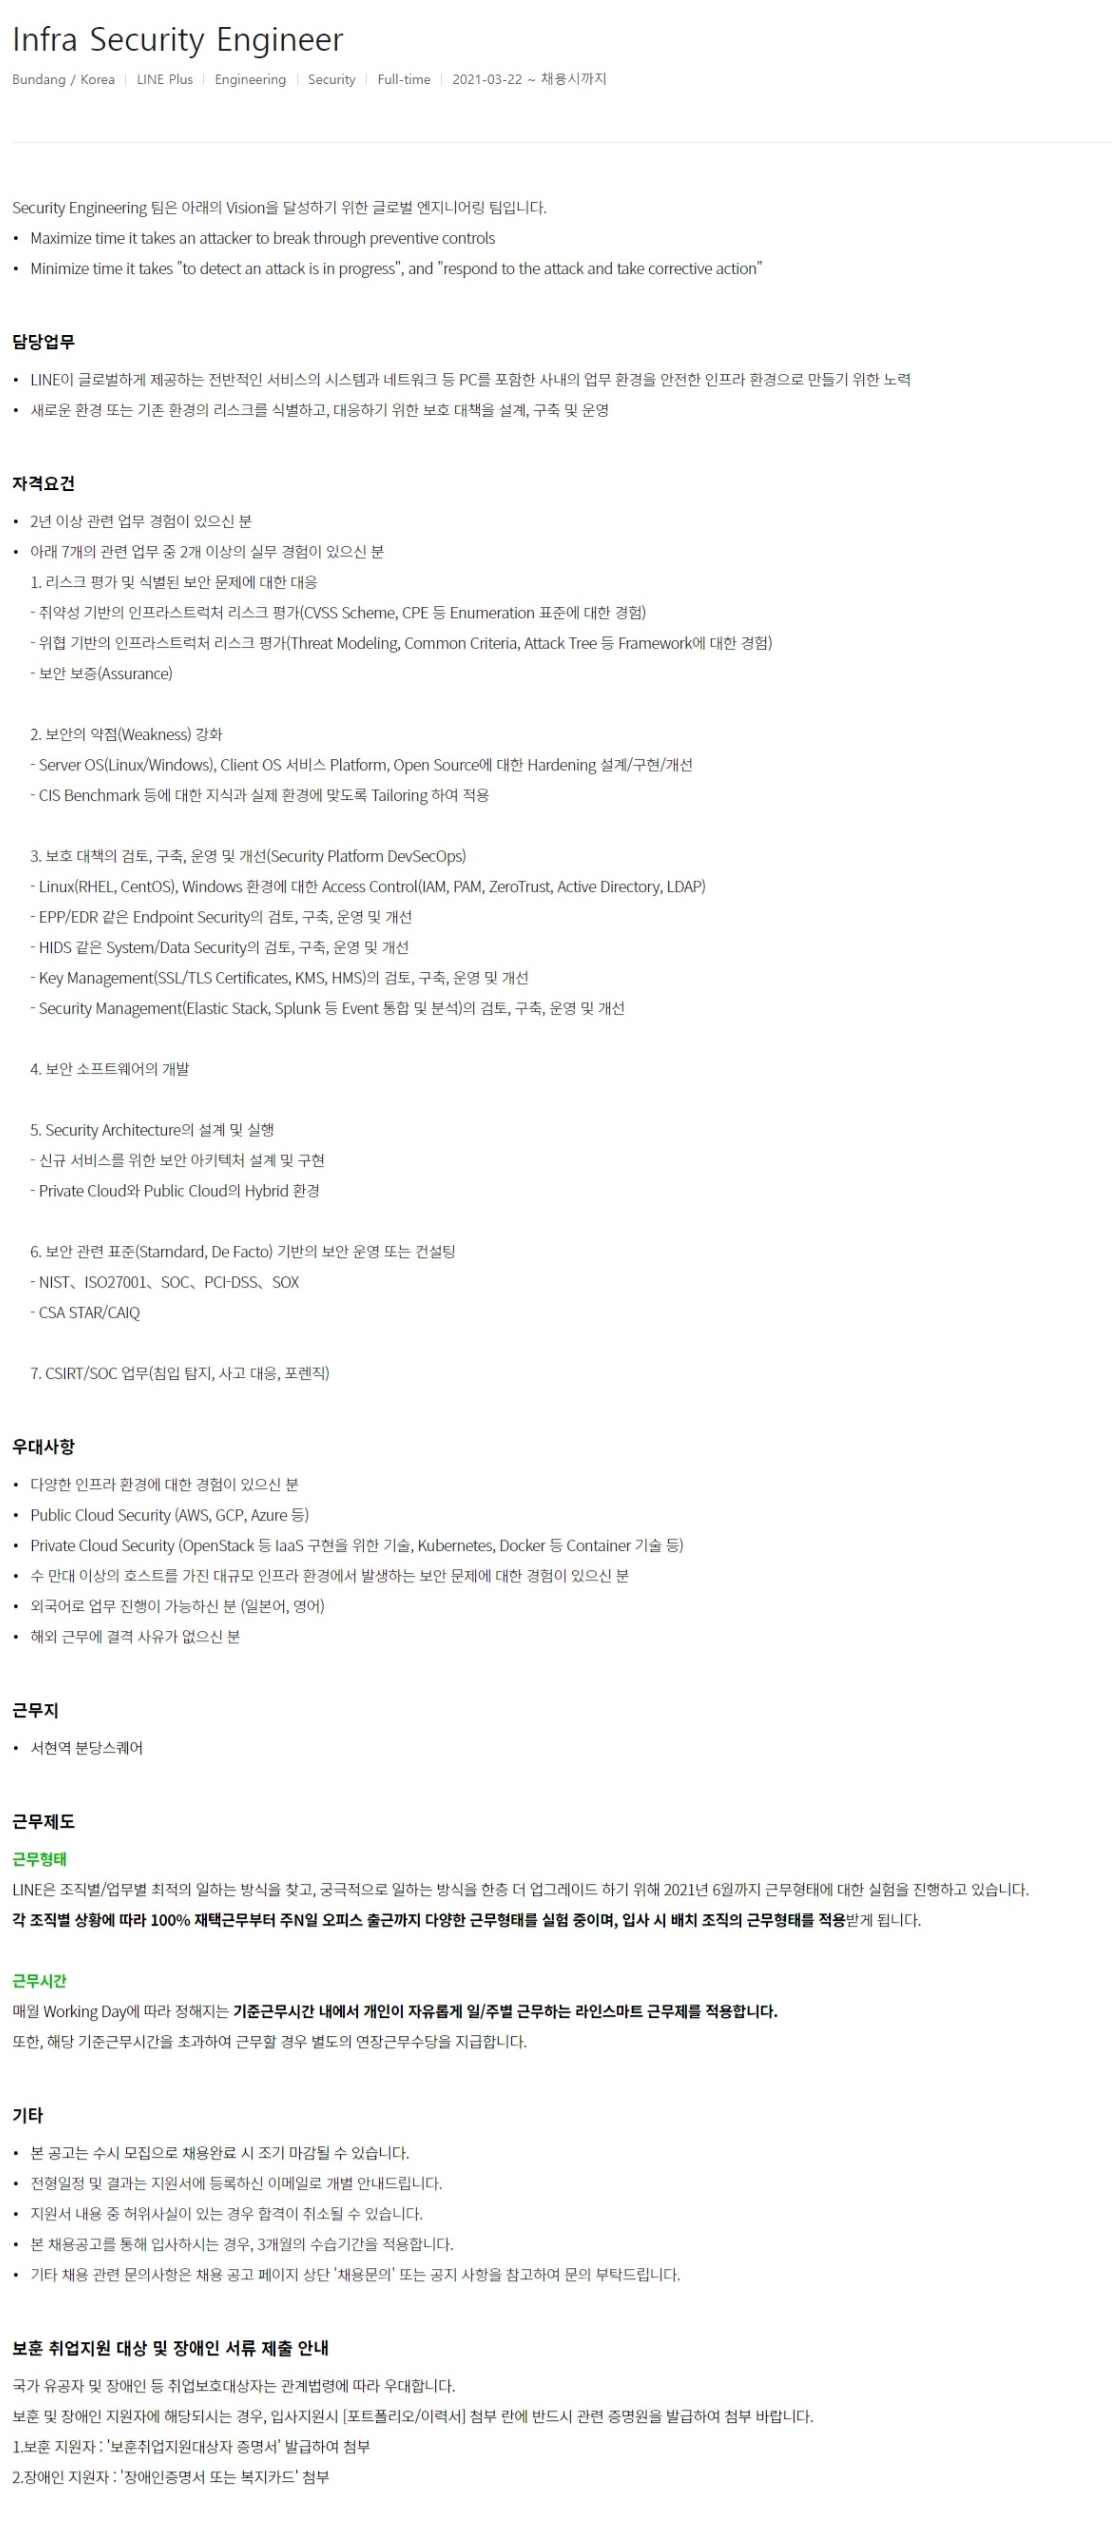 Infra Security Engineer
Bundang / Korea | LINE Plus | Engineering | Security | Full-time | 2021-03-22 ~ 채용시까지
Security Engineering 팀은 아래의 Vision을 달성하기 위한 글로벌 엔지니어링 팀입니다.
• Maximize time it takes an attacker to break through preventive controls
• Minimize time it takes "to detect an attack is in progress", and "respond to the attack and take corrective action"
담당업무
• LINE이 글로벌하게 제공하는 전반적인 서비스의 시스템과 네트워크 등 PC를 포함한 사내의 업무 환경을 안전한 인프라 환경으로 만들기 위한 노력
• 새로운 환경 또는 기존 환경의 리스크를 식별하고, 대응하기 위한 보호 대책을 설계, 구축 및 운영
자격요건
• 2년 이상 관련 업무 경험이 있으신 분
• 아래 7개의 관련 업무 중 2개 이상의 실무 경험이 있으신 분
1. 리스크 평가 및 식별된 보안 문제에 대한 대응
- 취약성 기반의 인프라스트럭처 리스크 평가(CVSS Scheme, CPE 등 Enumeration 표준에 대한 경험)
- 위협 기반의 인프라스트럭처 리스크 평가(Threat Modeling, Common Criteria, Attack Tree 등 Framework에 대한 경험)
- 보안 보증(Assurance)
2. 보안의 약점(Weakness) 강화
- Server OS(Linux/Windows), Client OS 서비스 Platform, Open Source에 대한 Hardening 설계/구현/개선
- CIS Benchmark 등에 대한 지식과 실제 환경에 맞도록 Tailoring 하여 적용
3. 보호 대책의 검토, 구축, 운영 및 개선(Security Platform DevSecOps)
- Linux(RHEL, CentOS), Windows 환경에 대한 Access Control(IAM, PAM, ZeroTrust, Active Directory, LDAP)
- EPP/EDR 같은 Endpoint Security의 검토, 구축, 운영 및 개선
- HIDS 같은 System/Data Security의 검토, 구축, 운영 및 개선
- Key Management(SSL/TLS Certificates, KMS, HMS)의 검토, 구축, 운영 및 개선
- Security Management(Elastic Stack, Splunk 등 Event 통합 및 분석)의 검토, 구축, 운영 및 개선
4. 보안 소프트웨어의 개발
5. Security Architecture의 설계 및 실행
- 신규 서비스를 위한 보안 아키텍처 설계 및 구현
- Private Cloud와 Public Cloud의 Hybrid 환경
6. 보안 관련 표준(Starndard, De Facto) 기반의 보안 운영 또는 컨설팅
- NIST、ISO27001、SOC、PCI-DSS、SOX
- CSA STAR/CAIQ
7. CSIRT/SOC 업무(침입 탐지, 사고 대응, 포렌직)
우대사항
• 다양한 인프라 환경에 대한 경험이 있으신 분
• Public Cloud Security (AWS, GCP, Azure 등)
• Private Cloud Security (OpenStack 등 IaaS 구현을 위한 기술, Kubernetes, Docker 등 Container 기술 등)
• 수 만대 이상의 호스트를 가진 대규모 인프라 환경에서 발생하는 보안 문제에 대한 경험이 있으신 분
• 외국어로 업무 진행이 가능하신 분 (일본어, 영어)
• 해외 근무에 결격 사유가 없으신 분
근무지
• 서현역 분당스퀘어
근무제도
근무형태
LINE은 조직별/업무별 최적의 일하는 방식을 찾고, 궁극적으로 일하는 방식을 한층 더 업그레이드 하기 위해 2021년 6월까지 근무형태에 대한 실험을 진행하고 있습니다.
각 조직별 상황에 따라 100% 재택근무부터 주N일 오피스 출근까지 다양한 근무형태를 실험 중이며, 입사 시 배치 조직의 근무형태를 적용받게 됩니다.
근무시간
매월 Working Day에 따라 정해지는 기준근무시간 내에서 개인이 자유롭게 일/주별 근무하는 라인스마트 근무제를 적용합니다.
또한, 해당 기준근무시간을 초과하여 근무할 경우 별도의 연장근무수당을 지급합니다.
기타
• 본 공고는 수시 모집으로 채용완료 시 조기 마감될 수 있습니다.
• 전형일정 및 결과는 지원서에 등록하신 이메일로 개별 안내드립니다.
• 지원서 내용 중 허위사실이 있는 경우 합격이 취소될 수 있습니다.
• 본 채용공고를 통해 입사하시는 경우, 3개월의 수습기간을 적용합니다.
• 기타 채용 관련 문의사항은 채용 공고 페이지 상단 '채용문의' 또는 공지 사항을 참고하여 문의 부탁드립니다.
보훈 취업지원 대상 및 장애인 서류 제출 안내
국가 유공자 및 장애인 등 취업보호대상자는 관계법령에 따라 우대합니다.
보훈 및 장애인 지원자에 해당되시는 경우, 입사지원시 [포트폴리오/이력서] 첨부 란에 반드시 관련 증명원을 발급하여 첨부 바랍니다.
1.보훈 지원자 : '보훈취업지원대상자 증명서' 발급하여 첨부
2.장애인 지원자 : '장애인증명서 또는 복지카드' 첨부